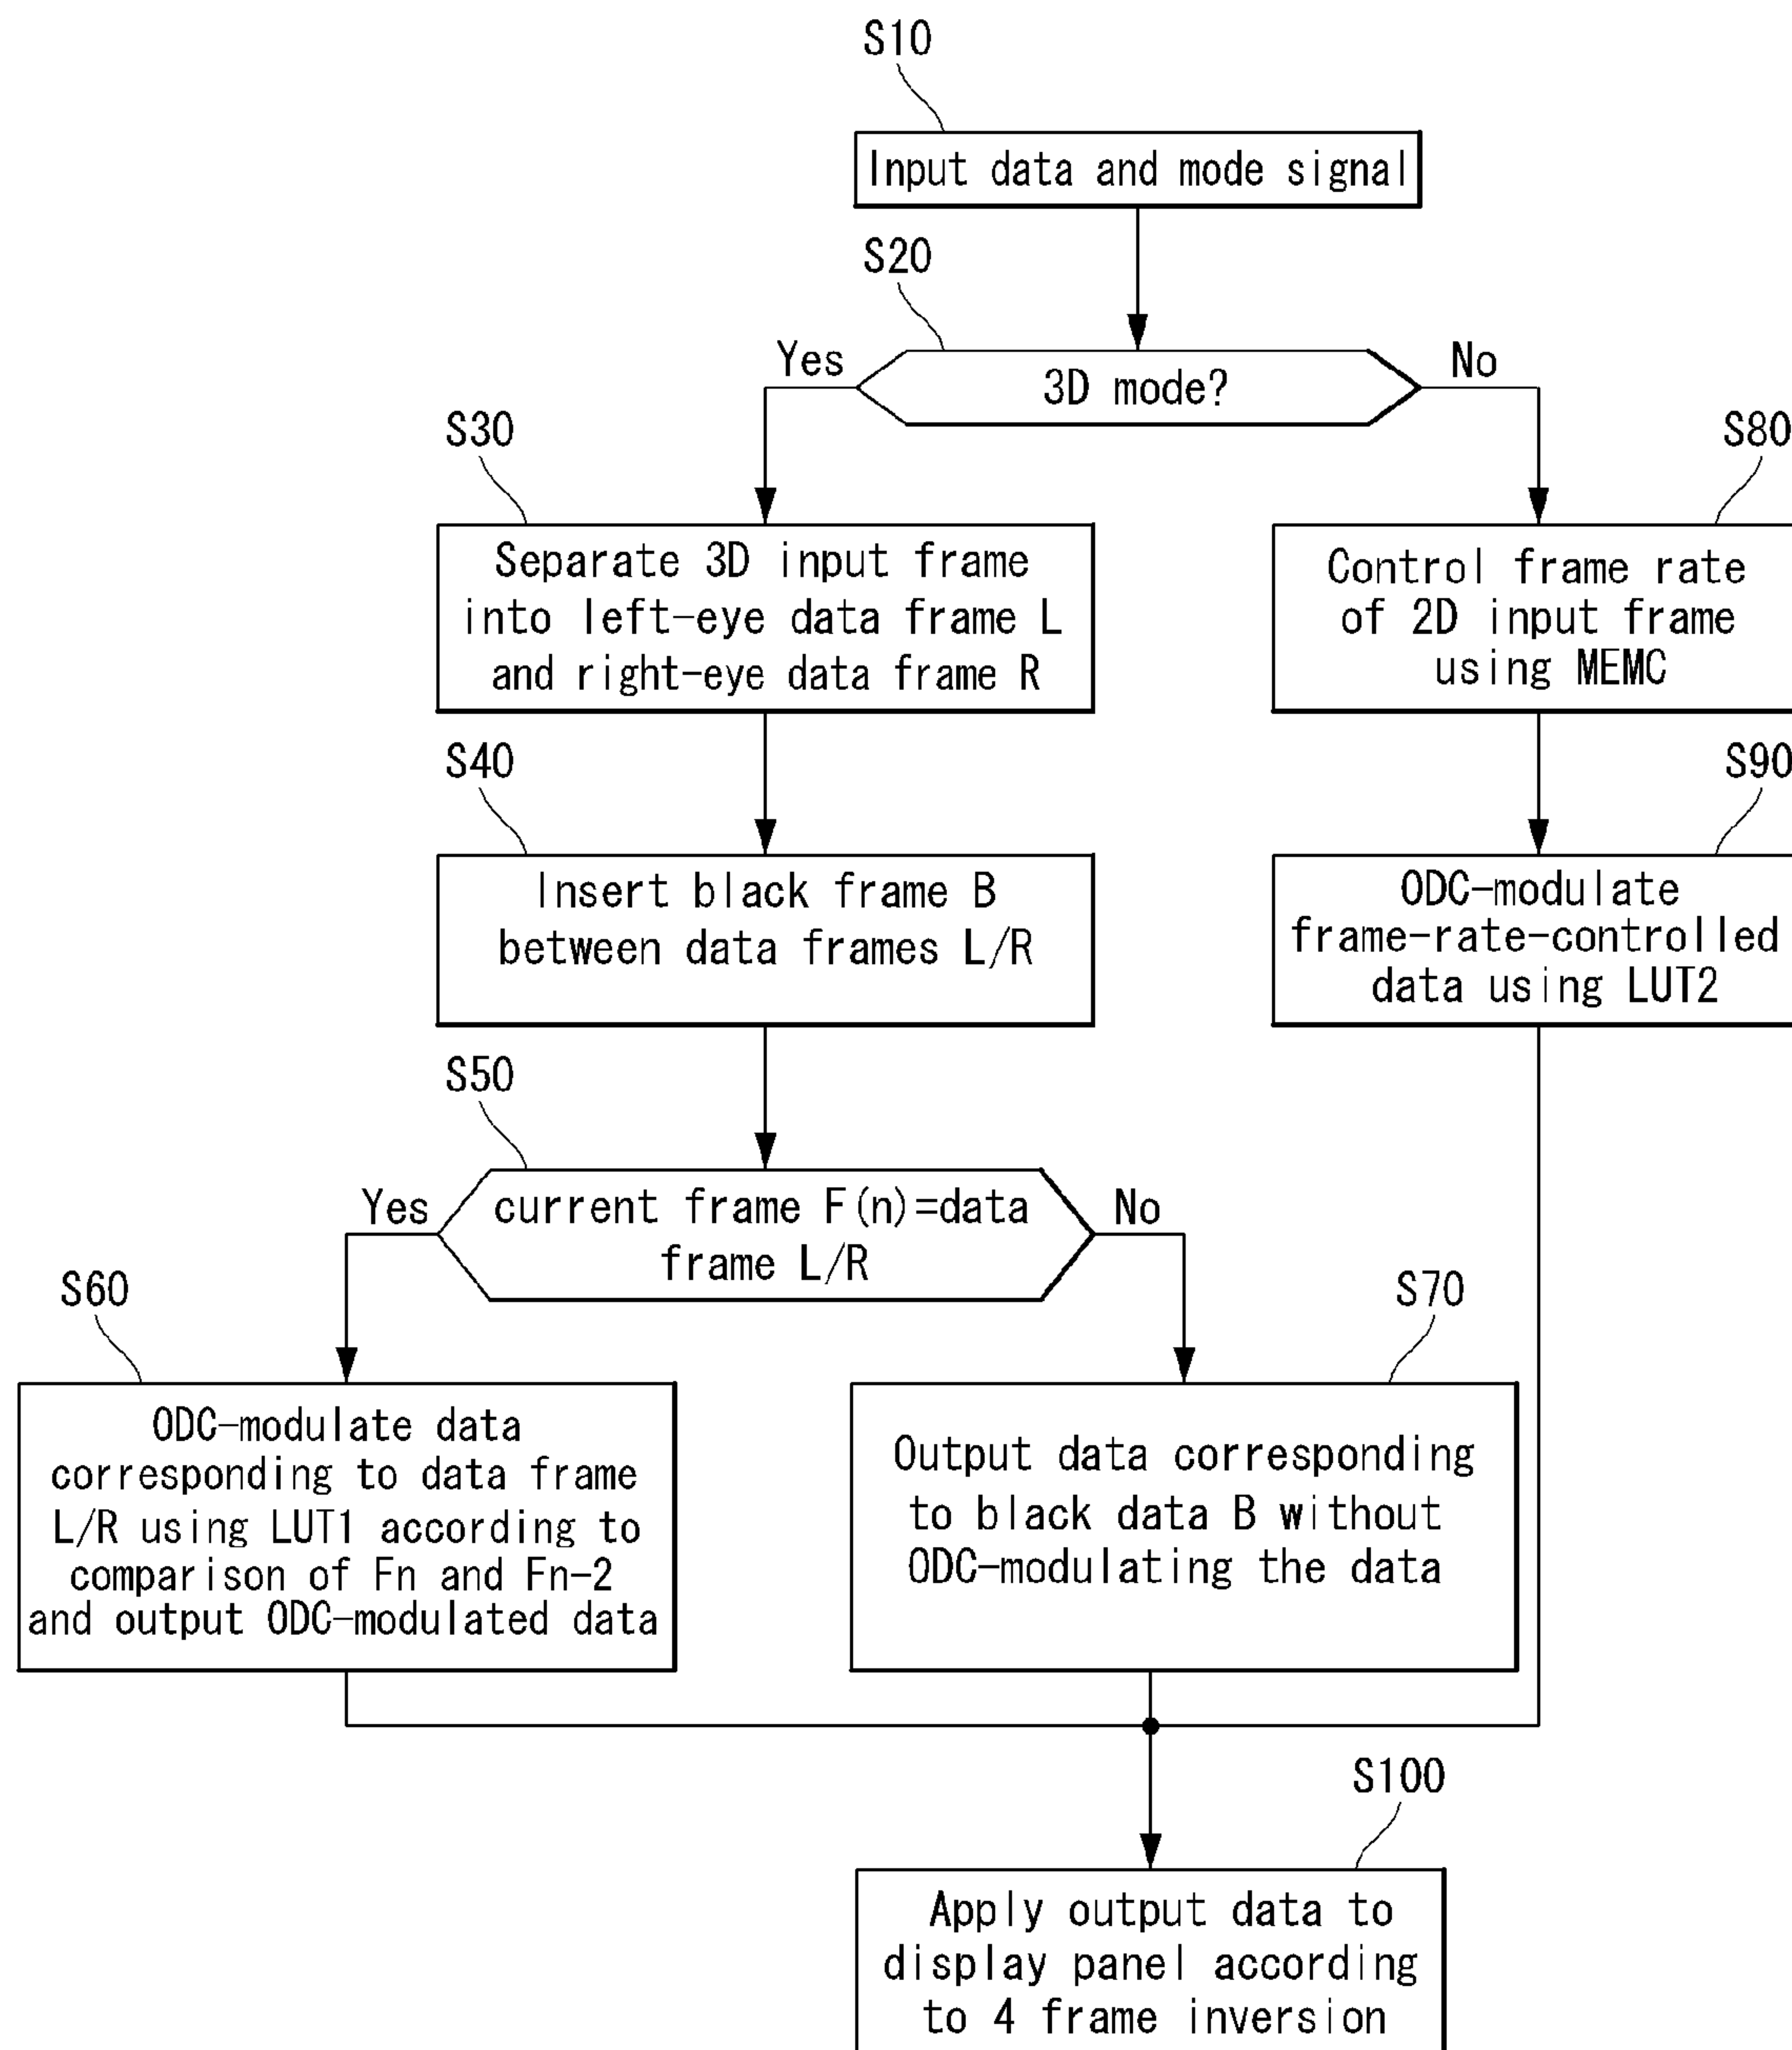 S10
Input data and mode signal
S20
Yes
3D mode?
No
S30
S80
Separate 3D input frame
into left-eye data frame L
and right-eye data frame R
Control frame rate
of 2D input frame
using MEMC
S40
S90
Insert black frame B
between data frames L/R
ODC-modulate
frame-rate-controlled
data using LUT2
S50
Yes
current frame F(n)=data
frame L/R
No
S60
S70
ODC-modulate data
corresponding to data frame
L/R using LUT1 according to
comparison of Fn and Fn-2
and output ODC-modulated data
Output data corresponding
to black data B without
ODC-modulating the data
S100
Apply output data to
display panel according
to 4 frame inversion